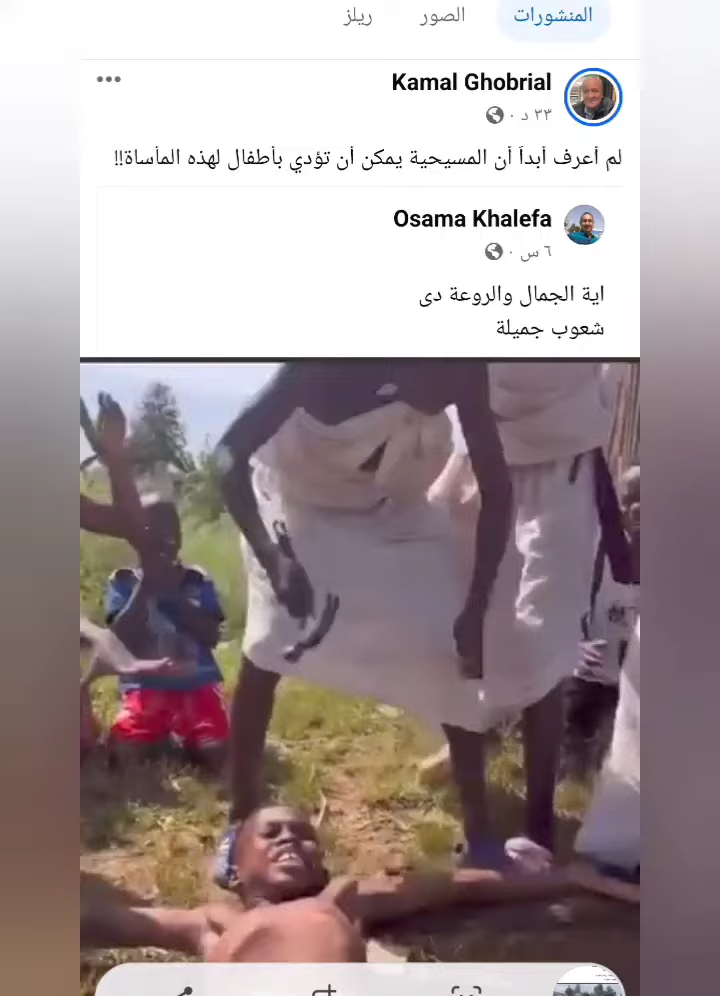 المنشورات الصور ريلز
Kamal Ghobrial
٣٣ د ·
لم أعرف أبداً أن المسيحية يمكن أن تؤدي بأطفال لهذه المأساة!!
Osama Khalefa
٦ س ·
اية الجمال والروعة دى
شعوب جميلة